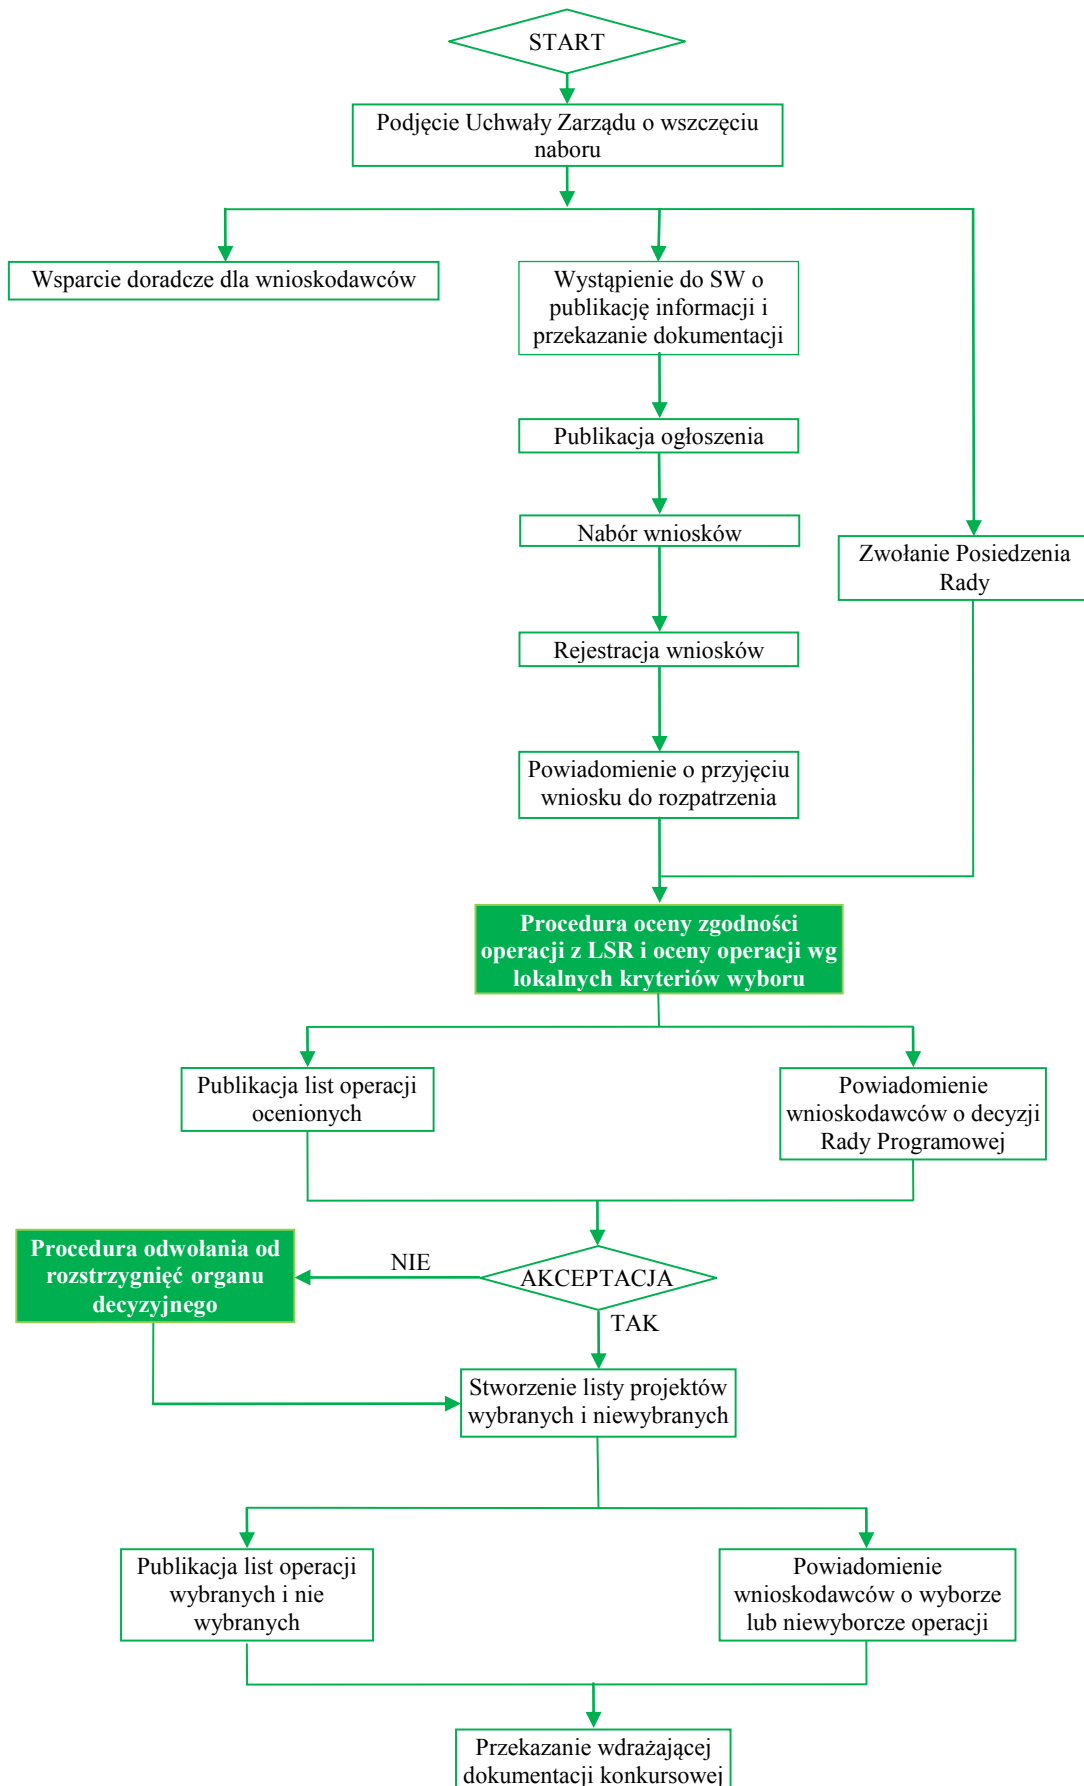 START
Podjęcie Uchwały Zarządu o wszczęciu
naboru
Wsparcie doradcze dla wnioskodawców
Wystąpienie do SW o
publikację informacji i
przekazanie dokumentacji
Publikacja ogłoszenia
Nabór wniosków
Zwołanie Posiedzenia
Rady
Rejestracja wniosków
Powiadomienie o przyjęciu
wniosku do rozpatrzenia
Procedura oceny zgodności
operacji z LSR i oceny operacji wg
lokalnych kryteriów wyboru
Publikacja list operacji
ocenionych
Powiadomienie
wnioskodawców o decyzji
Rady Programowej
Procedura odwołania od
rozstrzygnięć organu
decyzyjnego
NIE
AKCEPTACJA
TAK
Stworzenie listy projektów
wybranych i niewybranych
Publikacja list operacji
wybranych i nie
wybranych
Powiadomienie
wnioskodawców o wyborze
lub niewyborcze operacji
Przekazanie wdrażającej
dokumentacji konkursowej